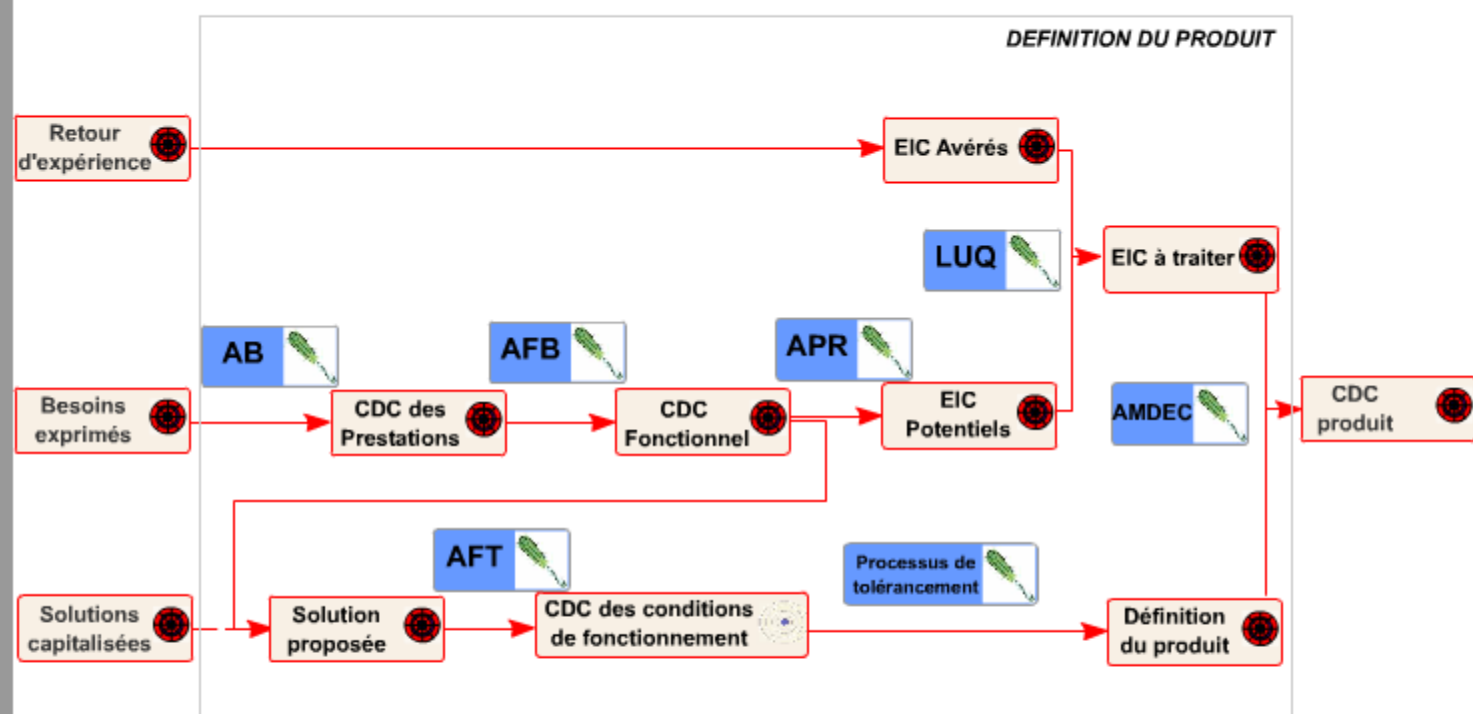 DEFINITION DU PRODUIT
Retour
d'expérience
EIC Avérés
LUQ
EIC à traiter
AB
AFB
APR
Besoins
exprimés
CDC des
Prestations
CDC
Fonctionnel
EIC
Potentiels
AMDEC
CDC
produit
AFT
Processus de
tolérancement
Solutions
capitalisées
Solution
proposée
CDC des conditions
de fonctionnement
Définition
du produit